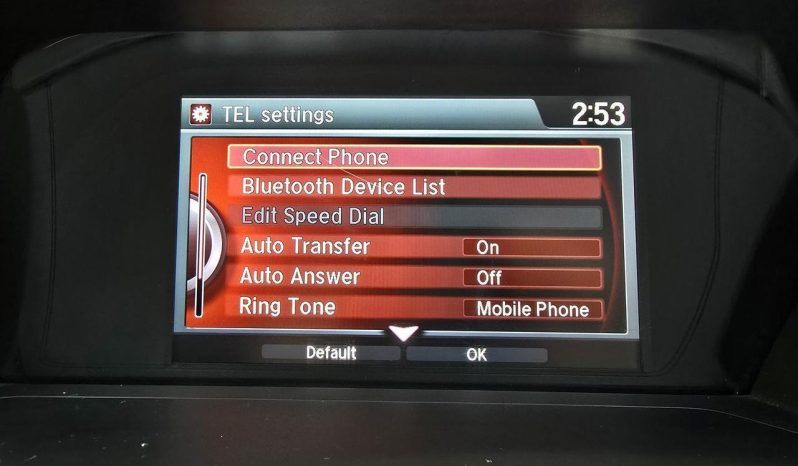 TEL settings 2:53
Connect Phone
Bluetooth Device List
Edit Speed Dial
Auto Transfer On
Auto Answer Off
Ring Tone Mobile Phone
Default OK